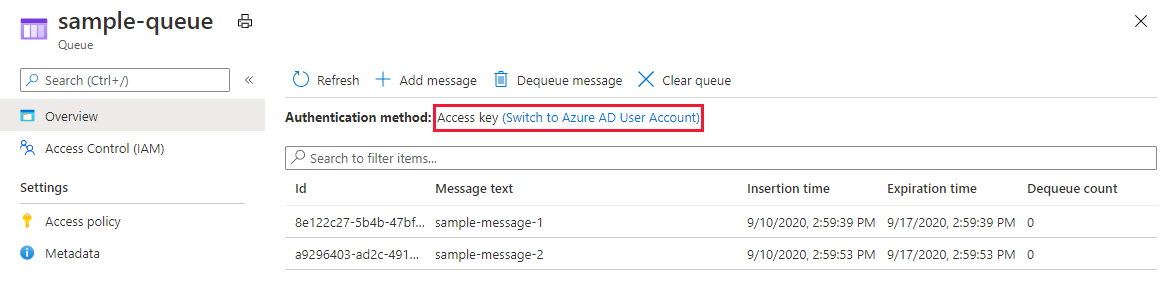 sample-queue
Queue
Search (Ctrl+/)
«
Overview
Access Control (IAM)
Settings
Access policy
Metadata
Refresh Add message Dequeue message Clear queue
Authentication method: Access key (Switch to Azure AD User Account)
Search to filter items...
Id Message text Insertion time Expiration time Dequeue count
8e122c27-5b4b-47bf... sample-message-1 9/10/2020, 2:59:39 PM 9/17/2020, 2:59:39 PM 0
a9296403-ad2c-491... sample-message-2 9/10/2020, 2:59:53 PM 9/17/2020, 2:59:53 PM 0